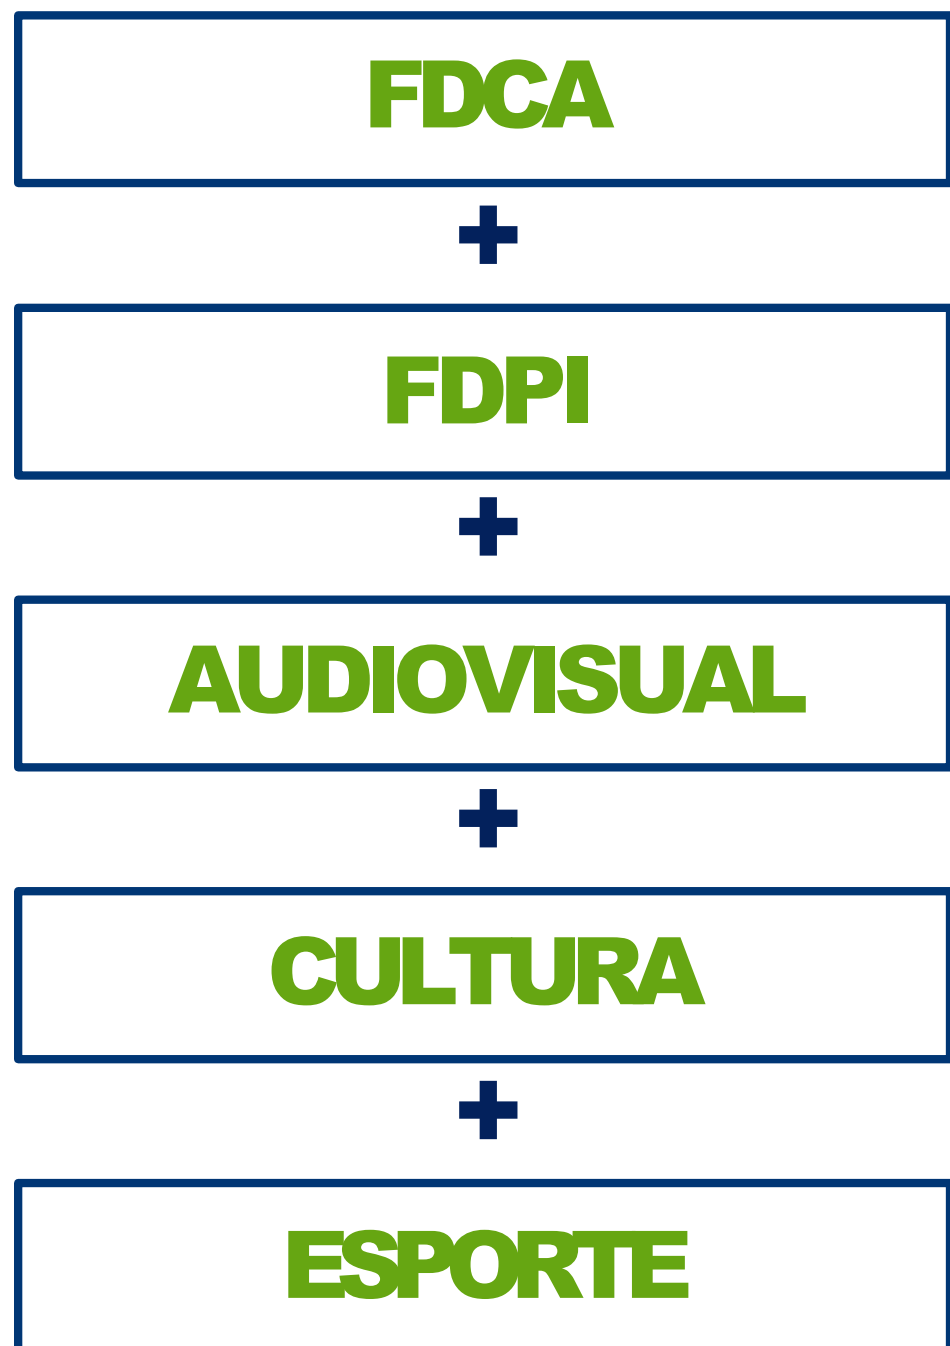 FDCA
+
FDPI
+
AUDIOVISUAL
+
CULTURA
+
ESPORTE